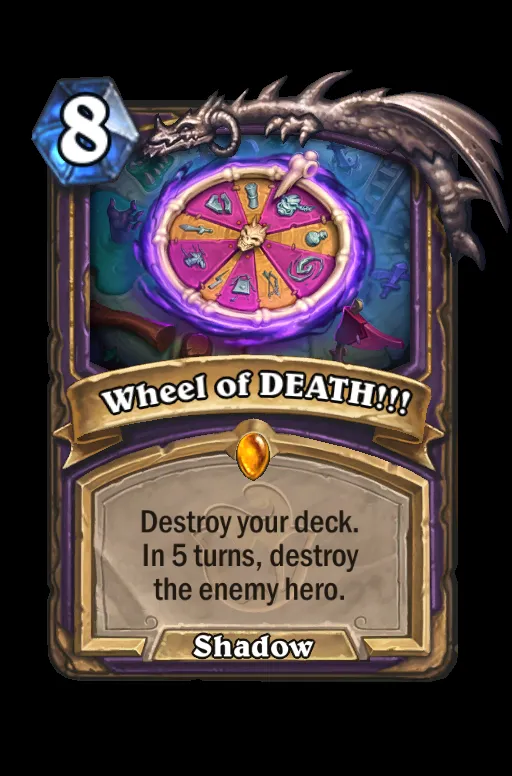 8
Wheel of DEATH!!!
Destroy your deck.
In 5 turns, destroy
the enemy hero.
Shadow